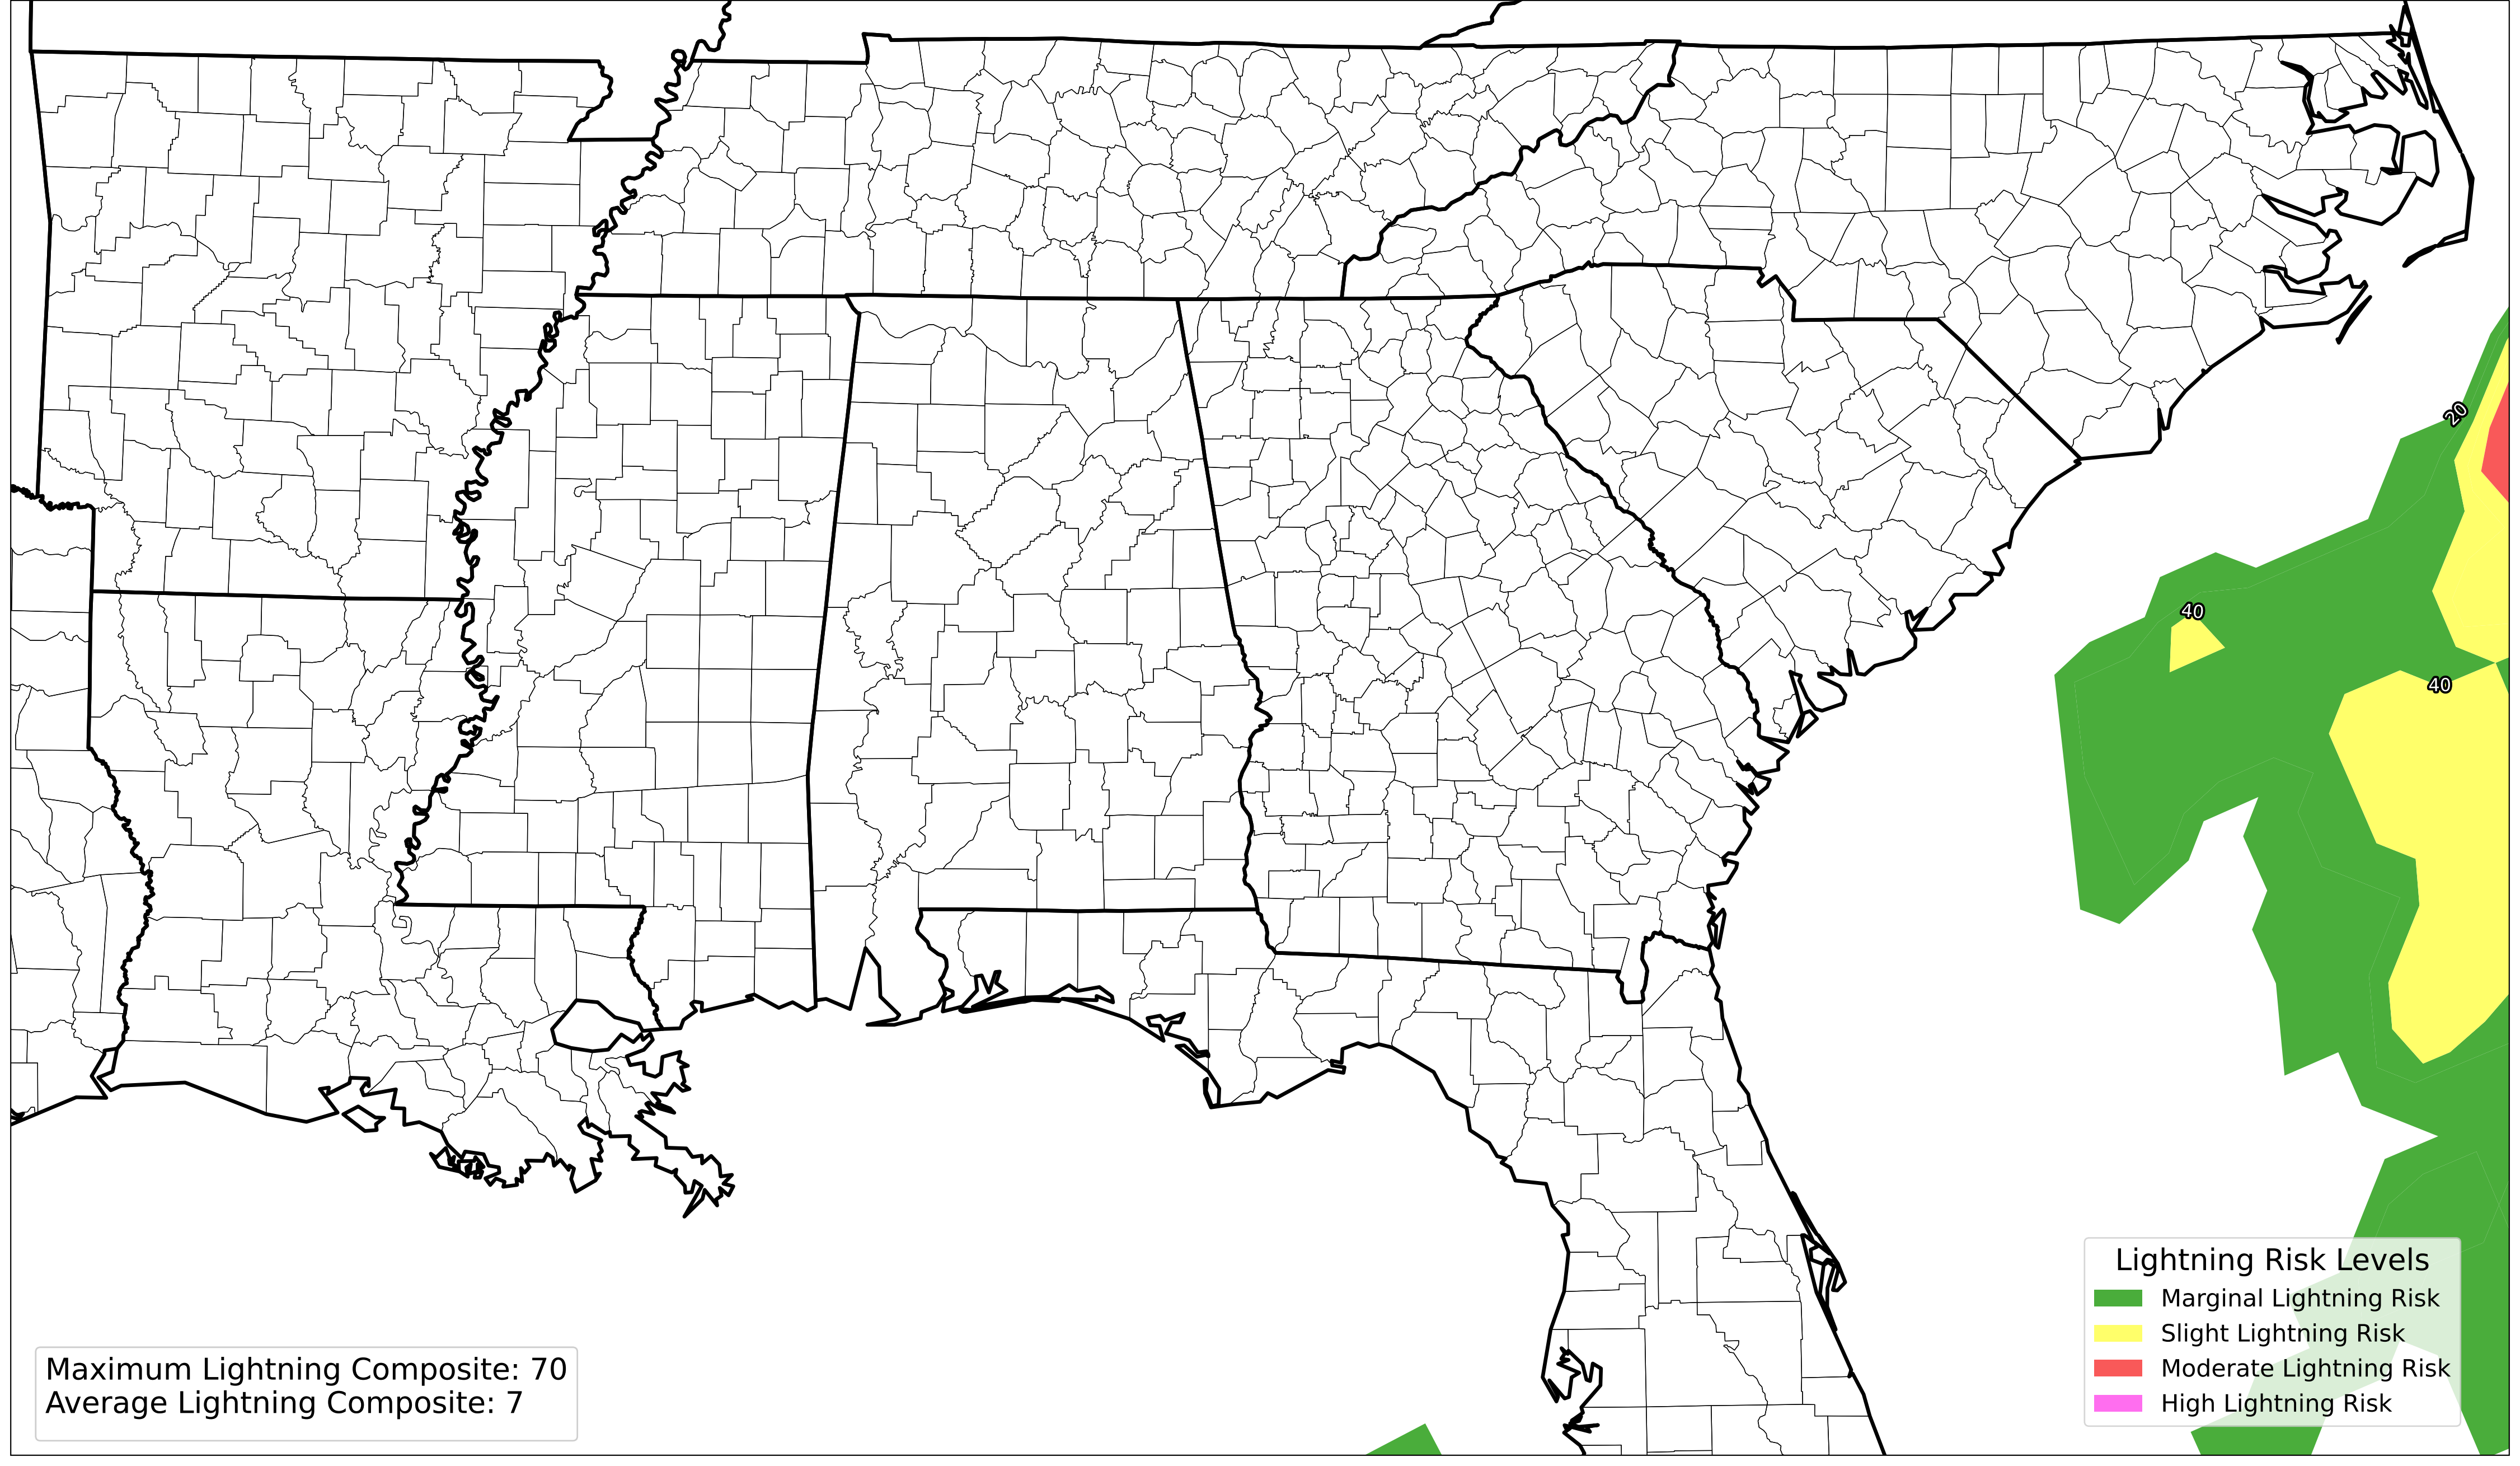 20
40
40
Lightning Risk Levels
Marginal Lightning Risk
Slight Lightning Risk
Moderate Lightning Risk
High Lightning Risk
Maximum Lightning Composite: 70
Average Lightning Composite: 7